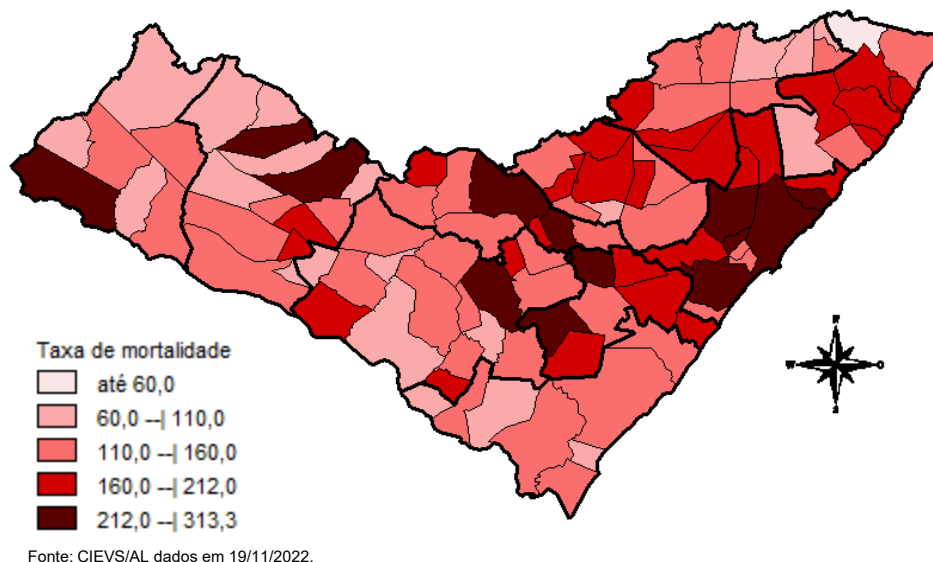 Taxa de mortalidade
até 60,0
60,0 --| 110,0
110,0 --| 160,0
160,0 --| 212,0
212,0 --| 313,3
Fonte: CIEVS/AL dados em 19/11/2022.